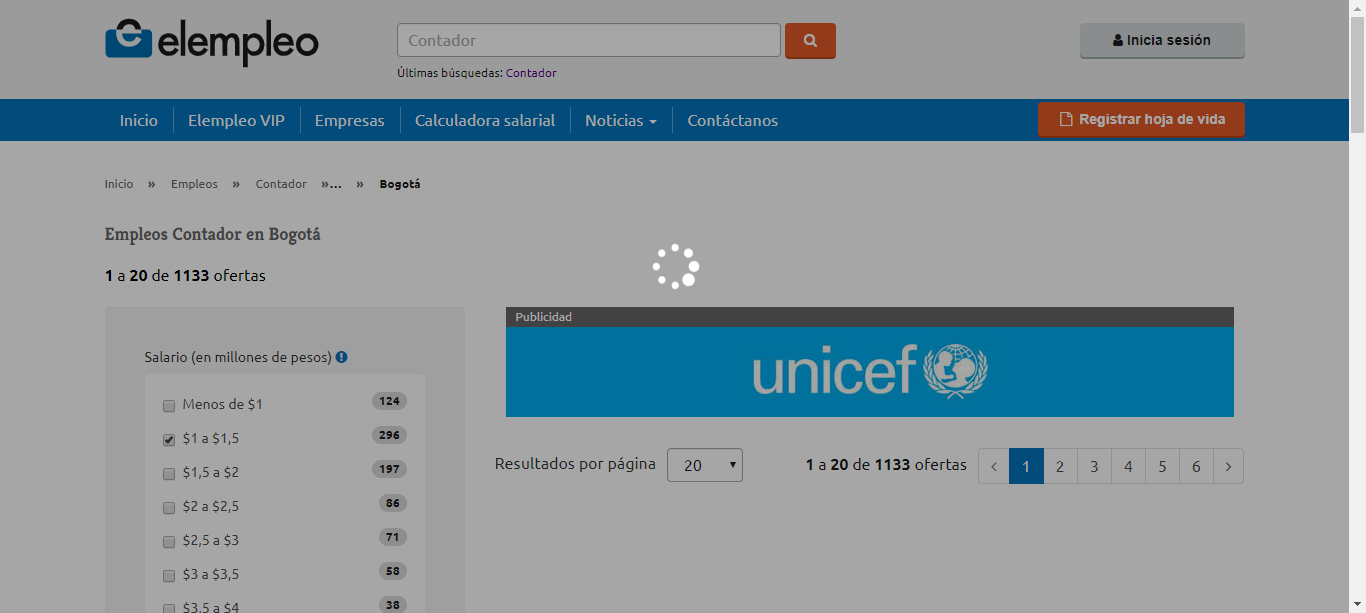 elempleo
Contador
Últimas búsquedas: Contador
Inicia sesión
Inicio Elempleo VIP Empresas Calculadora salarial Noticias Contáctanos
Registrar hoja de vida
Inicio » Empleos » Contador »... » Bogotá
Empleos Contador en Bogotá
1 a 20 de 1133 ofertas
Salario (en millones de pesos)
Menos de $1 124
$1 a $1,5 296
$1,5 a $2 197
$2 a $2,5 86
$2,5 a $3 71
$3 a $3,5 58
$3,5 a $4 38
Publicidad
unicef
Resultados por página 20 1 a 20 de 1133 ofertas ‹ 1 2 3 4 5 6 ›